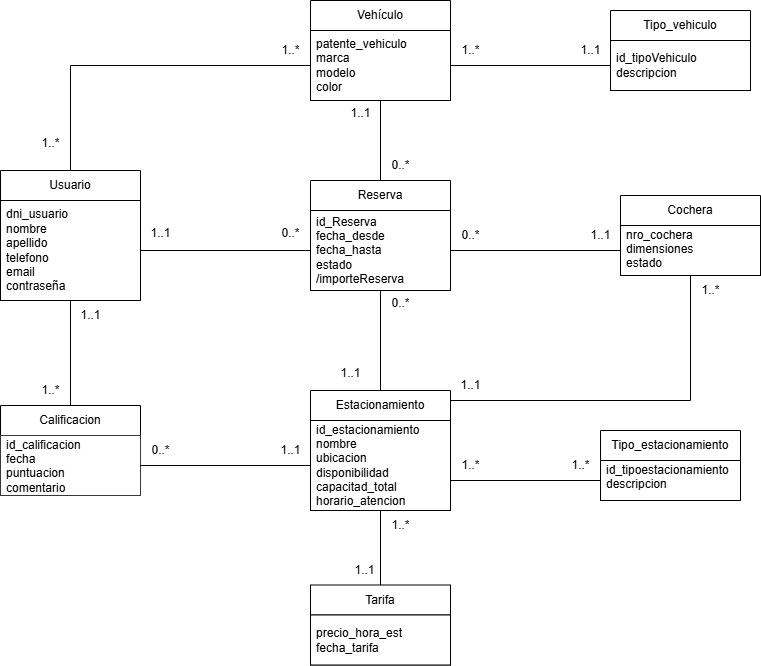 Vehículo
patente_vehiculo
marca
modelo
color
Tipo_vehiculo
id_tipoVehiculo
descripcion
1..*
1..*
1..1
1..*
1..1
0..*
Usuario
dni_usuario
nombre
apellido
telefono
email
contraseña
Reserva
id_Reserva
fecha_desde
fecha_hasta
estado
/importeReserva
Cochera
nro_cochera
dimensiones
estado
1..1
0..*
0..*
1..1
1..1
0..*
1..*
1..*
1..1
1..1
Calificacion
id_calificacion
fecha
puntuacion
comentario
Estacionamiento
id_estacionamiento
nombre
ubicacion
disponibilidad
capacitad_total
horario_atencion
Tipo_estacionamiento
id_tipoestacionamiento
descripcion
0..*
1..1
1..*
1..*
1..*
1..1
Tarifa
precio_hora_est
fecha_tarifa